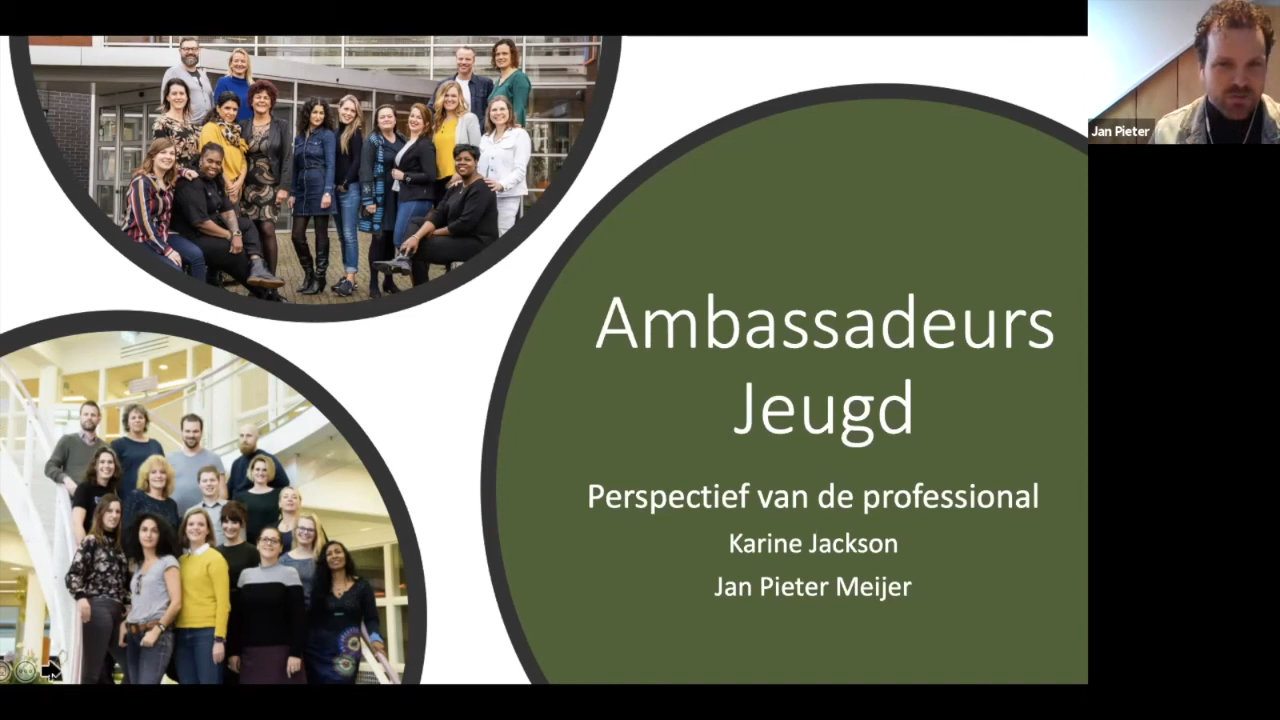 Jan Pieter
Ambassadeurs
Jeugd
Perspectief van de professional
Karine Jackson
Jan Pieter Meijer